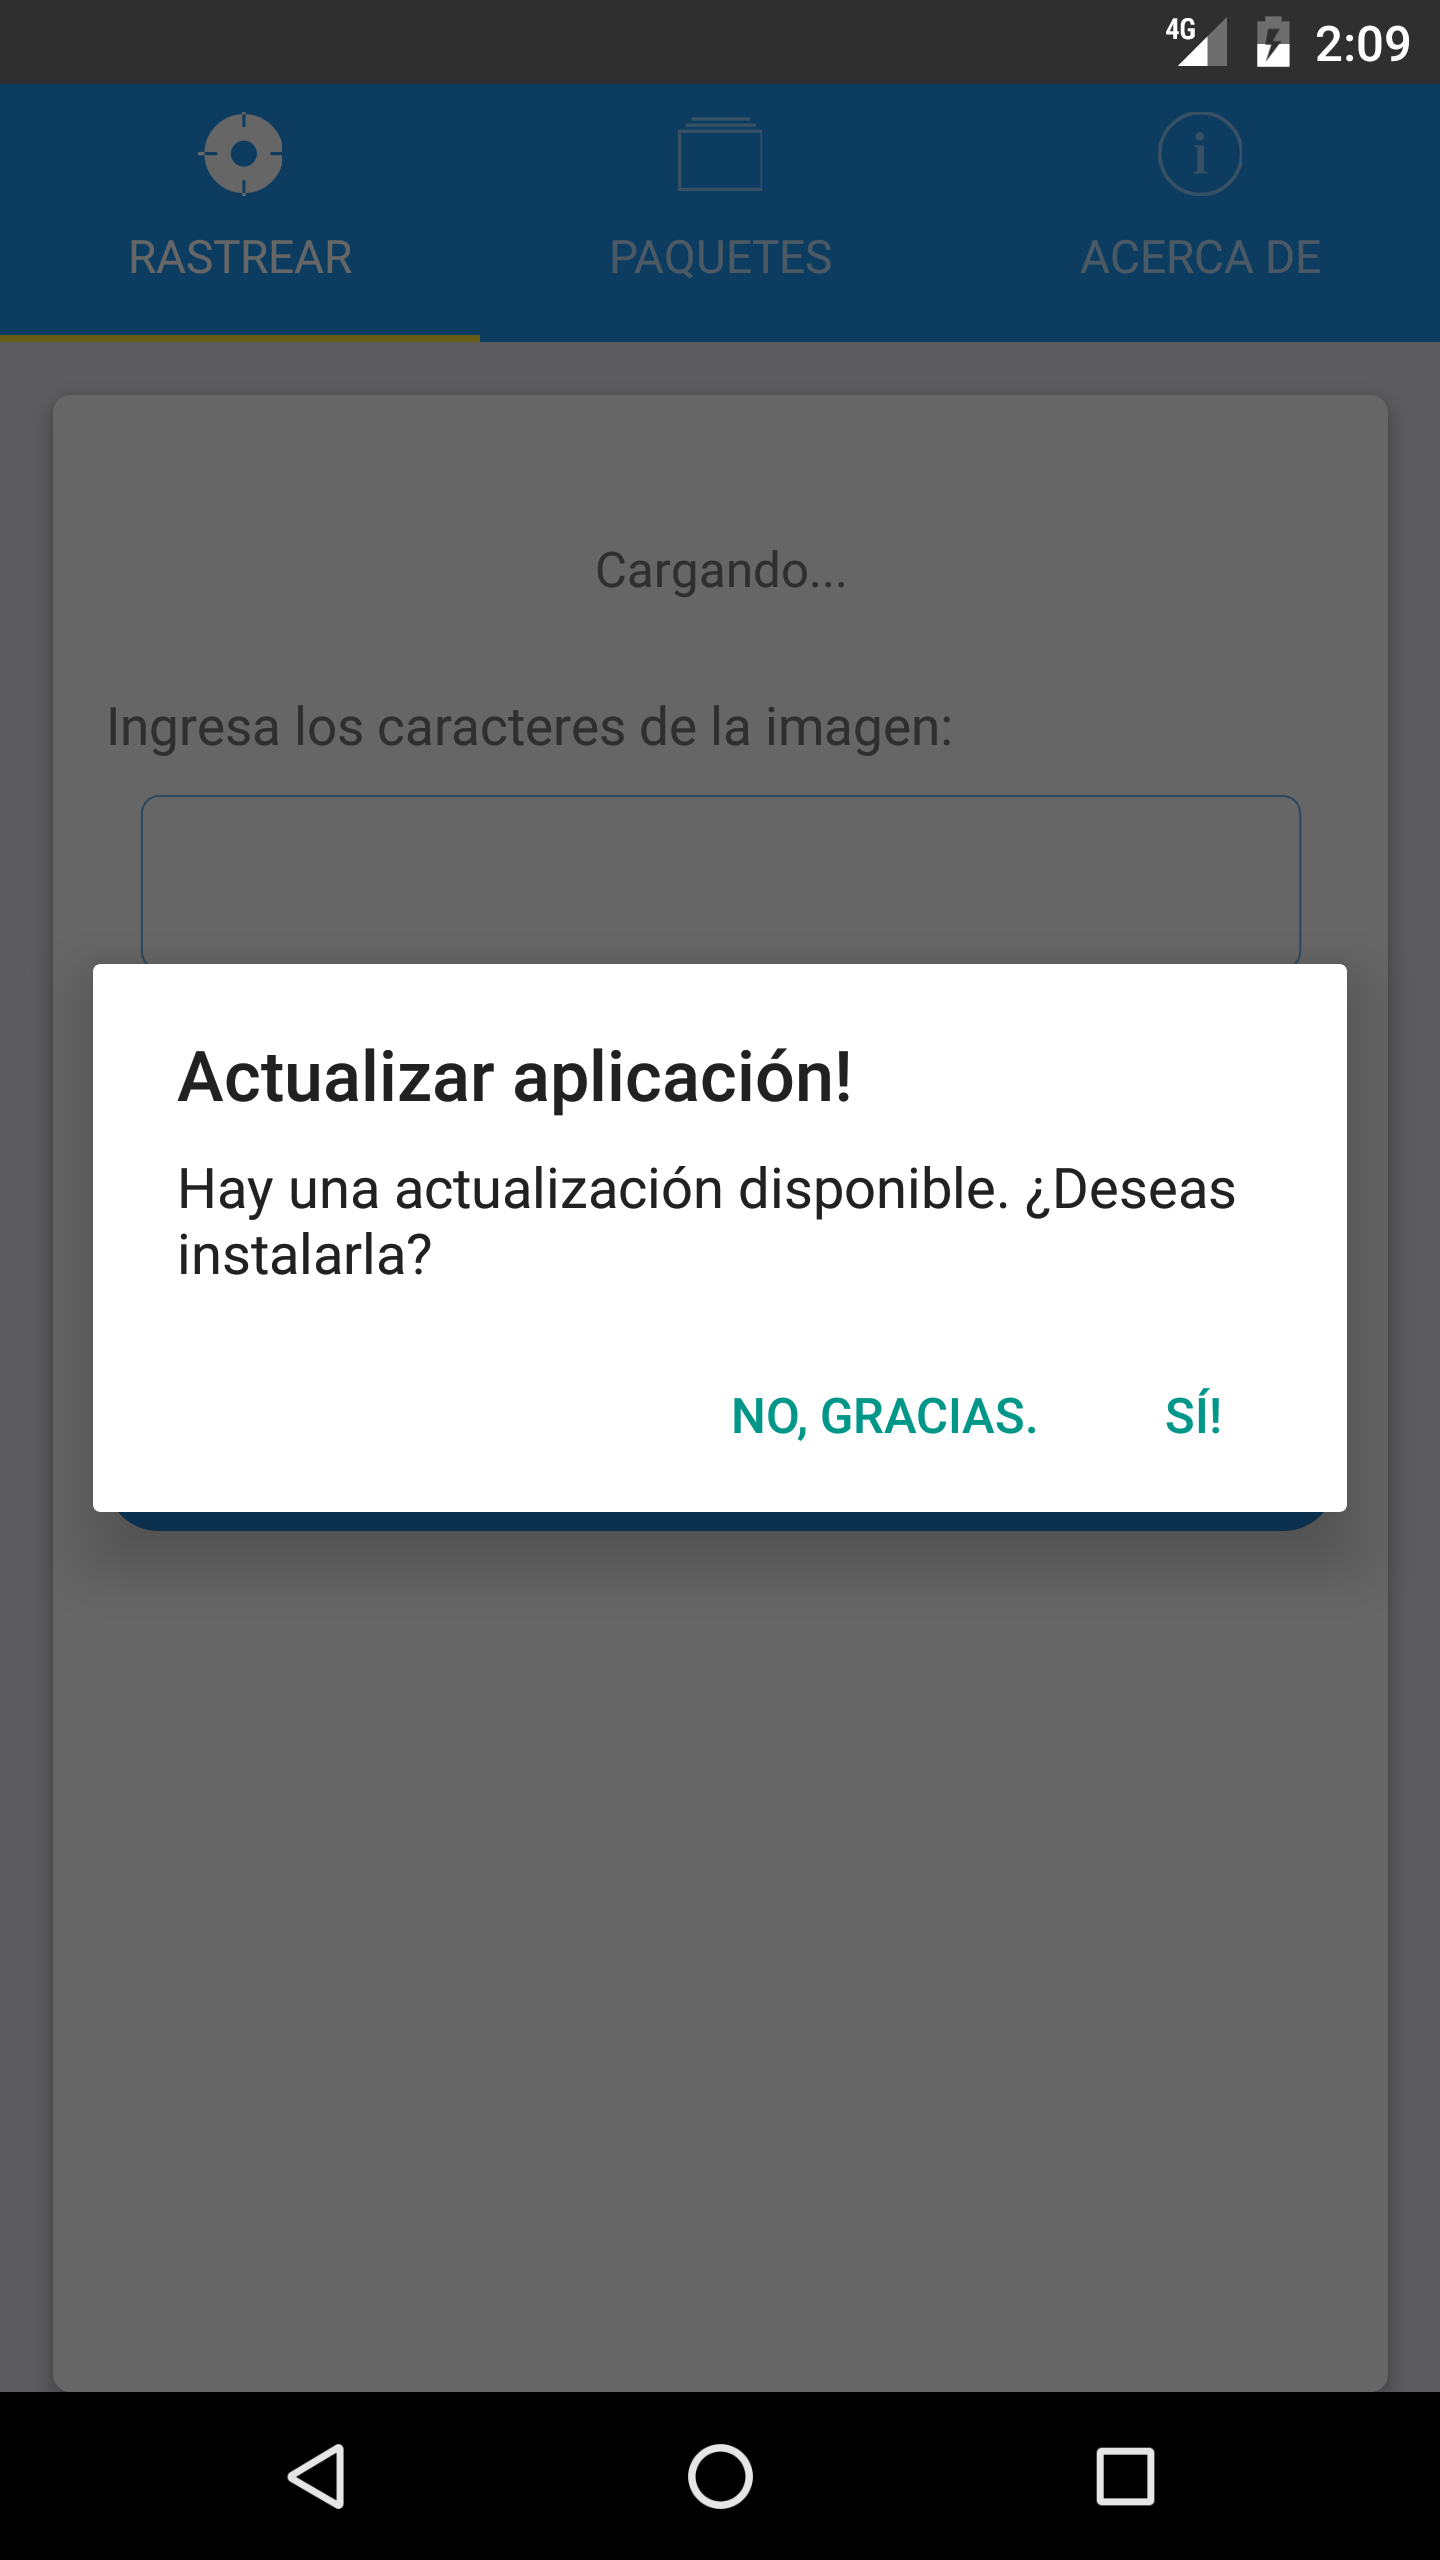 4G 2:09
RASTREAR PAQUETES ACERCA DE
Cargando...
Ingresa los caracteres de la imagen:
Actualizar aplicación!
Hay una actualización disponible. ¿Deseas
instalarla?
NO, GRACIAS. SÍ!